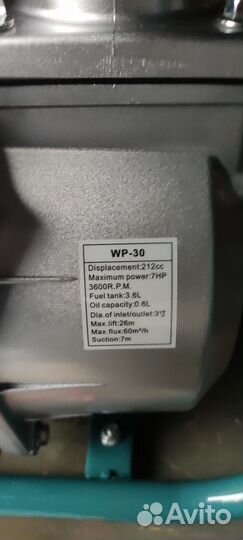 WP-30
Displacement:212cc
Maximum power:7HP
3600R.P.M.
Fuel tank:3.6L
Oil capacity:0.6L
Dia.of inlet/outlet:3寸
Max.lift:26m
Max.flux:60m³/h
Suction:7m
Avito